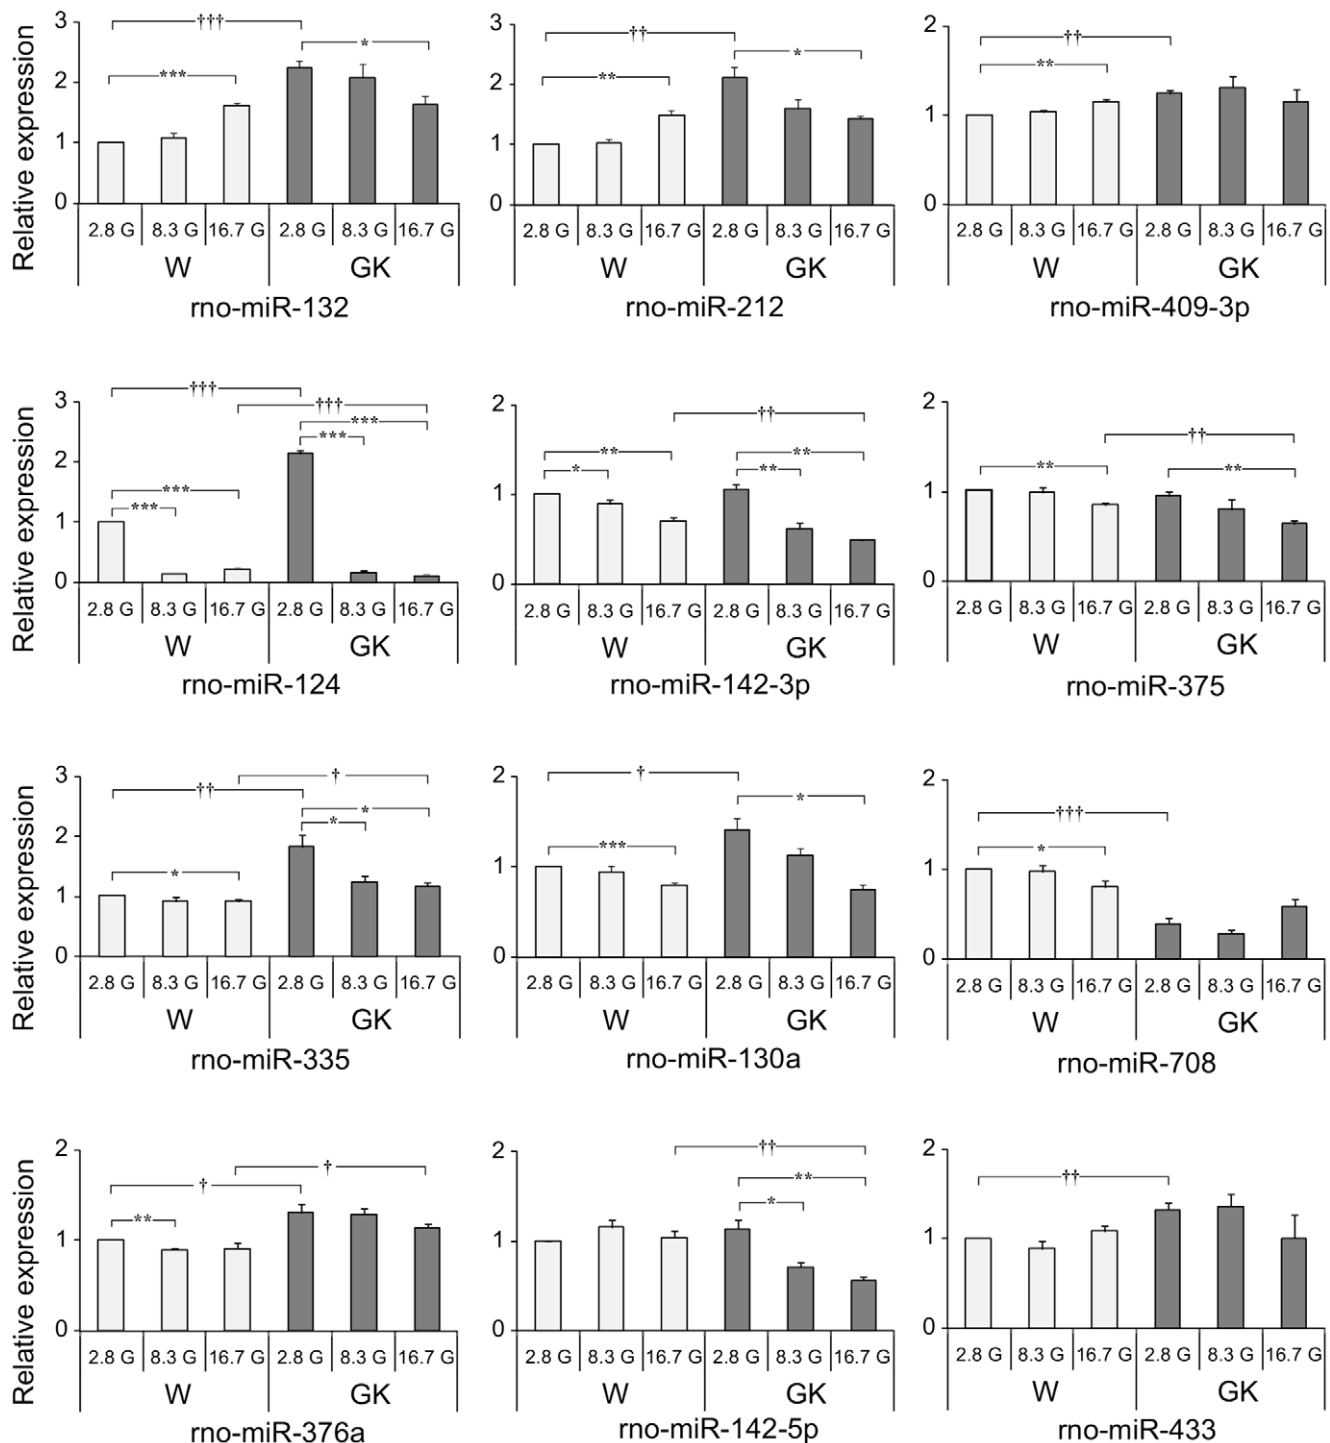 Relative expression
3
2
1
0
†††
*
***
2.8 G 8.3 G 16.7 G 2.8 G 8.3 G 16.7 G
W GK
rno-miR-132
3
2
1
0
††
*
**
2.8 G 8.3 G 16.7 G 2.8 G 8.3 G 16.7 G
W GK
rno-miR-212
2
1
0
††
**
2.8 G 8.3 G 16.7 G 2.8 G 8.3 G 16.7 G
W GK
rno-miR-409-3p
Relative expression
3
2
1
0
†††
†††
***
***
***
***
2.8 G 8.3 G 16.7 G 2.8 G 8.3 G 16.7 G
W GK
rno-miR-124
2
1
0
††
**
**
*
**
2.8 G 8.3 G 16.7 G 2.8 G 8.3 G 16.7 G
W GK
rno-miR-142-3p
2
1
0
††
**
**
2.8 G 8.3 G 16.7 G 2.8 G 8.3 G 16.7 G
W GK
rno-miR-375
Relative expression
3
2
1
0
†
††
*
*
*
2.8 G 8.3 G 16.7 G 2.8 G 8.3 G 16.7 G
W GK
rno-miR-335
2
1
0
†
*
***
2.8 G 8.3 G 16.7 G 2.8 G 8.3 G 16.7 G
W GK
rno-miR-130a
2
1
0
†††
*
2.8 G 8.3 G 16.7 G 2.8 G 8.3 G 16.7 G
W GK
rno-miR-708
Relative expression
2
1
0
†
†
**
2.8 G 8.3 G 16.7 G 2.8 G 8.3 G 16.7 G
W GK
rno-miR-376a
2
1
0
††
**
*
2.8 G 8.3 G 16.7 G 2.8 G 8.3 G 16.7 G
W GK
rno-miR-142-5p
2
1
0
††
2.8 G 8.3 G 16.7 G 2.8 G 8.3 G 16.7 G
W GK
rno-miR-433